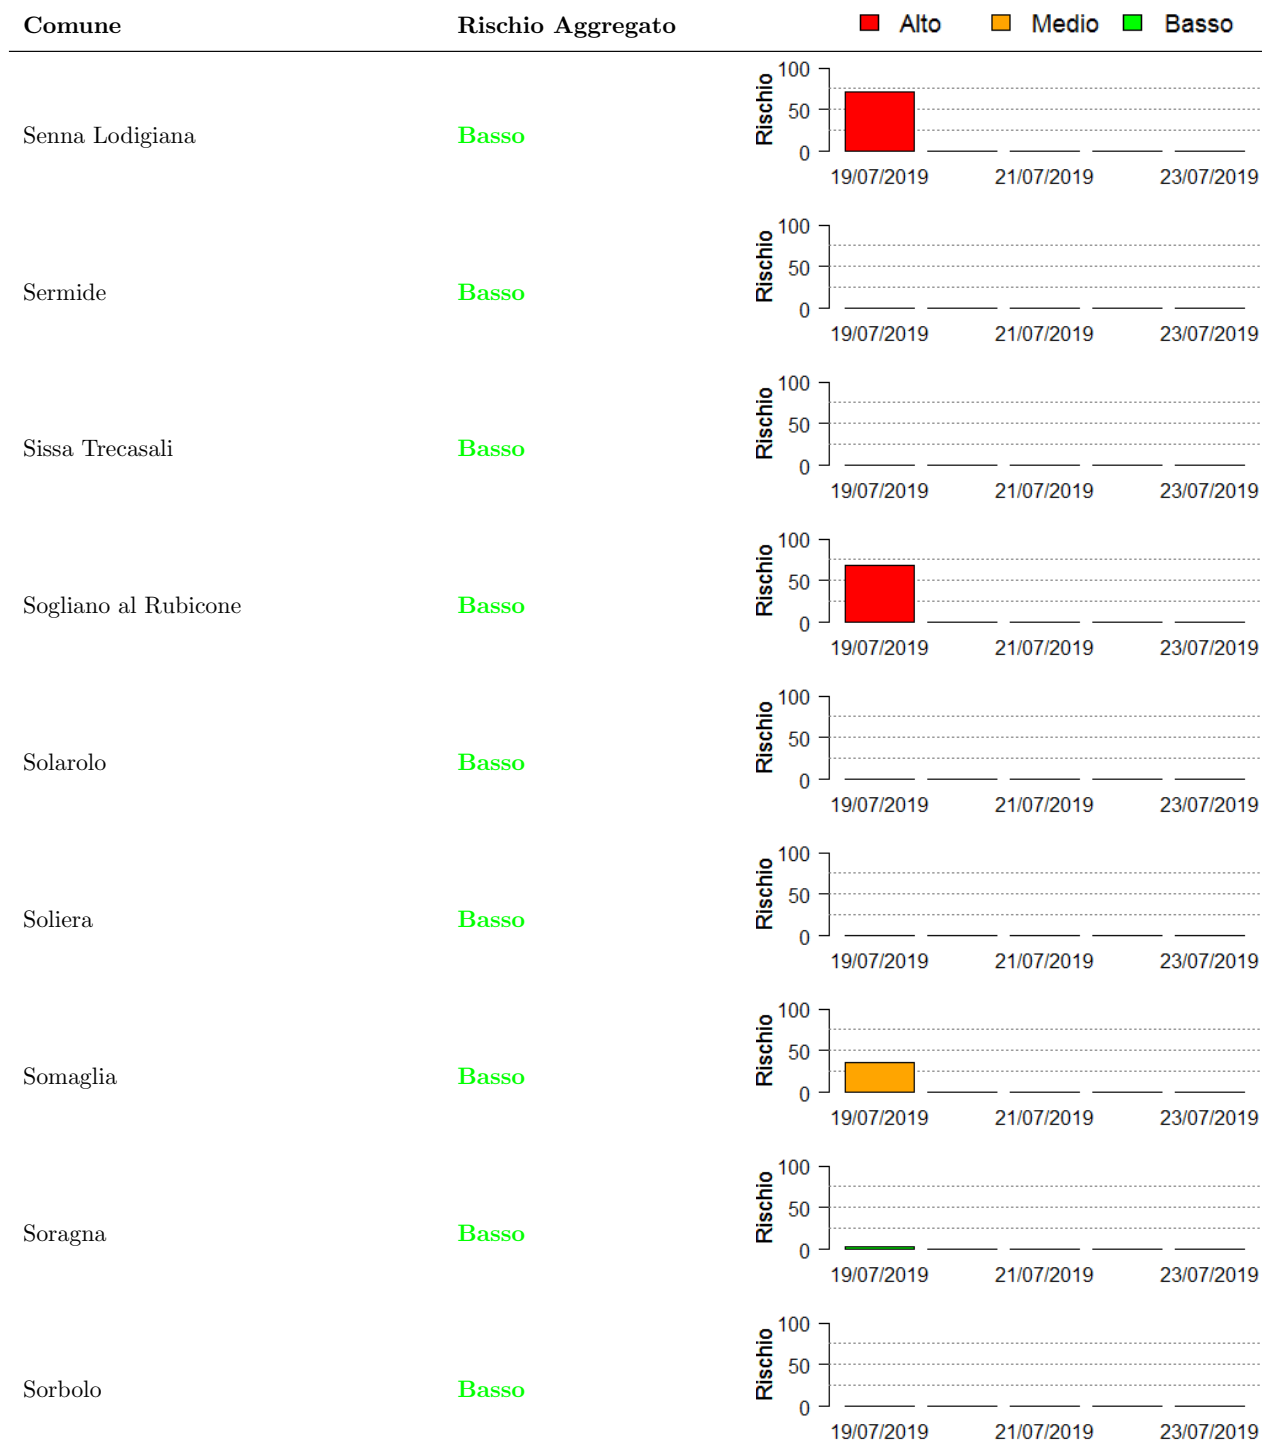 Comune Rischio Aggregato Alto Medio Basso
Rischio
100
50
0
Senna Lodigiana Basso
19/07/2019 21/07/2019 23/07/2019
Rischio
100
50
0
Sermide Basso
19/07/2019 21/07/2019 23/07/2019
Rischio
100
50
0
Sissa Trecasali Basso
19/07/2019 21/07/2019 23/07/2019
Rischio
100
50
0
Sogliano al Rubicone Basso
19/07/2019 21/07/2019 23/07/2019
Rischio
100
50
0
Solarolo Basso
19/07/2019 21/07/2019 23/07/2019
Rischio
100
50
0
Soliera Basso
19/07/2019 21/07/2019 23/07/2019
Rischio
100
50
0
Somaglia Basso
19/07/2019 21/07/2019 23/07/2019
Rischio
100
50
0
Soragna Basso
19/07/2019 21/07/2019 23/07/2019
Rischio
100
50
0
Sorbolo Basso
19/07/2019 21/07/2019 23/07/2019